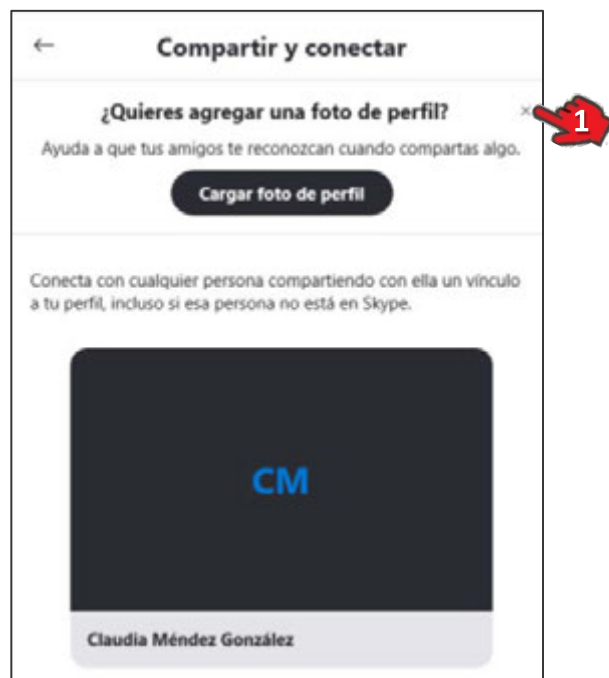 ← Compartir y conectar
¿Quieres agregar una foto de perfil? ×
1
Ayuda a que tus amigos te reconozcan cuando compartas algo.
Cargar foto de perfil
Conecta con cualquier persona compartiendo con ella un vínculo
a tu perfil, incluso si esa persona no está en Skype.
CM
Claudia Méndez González